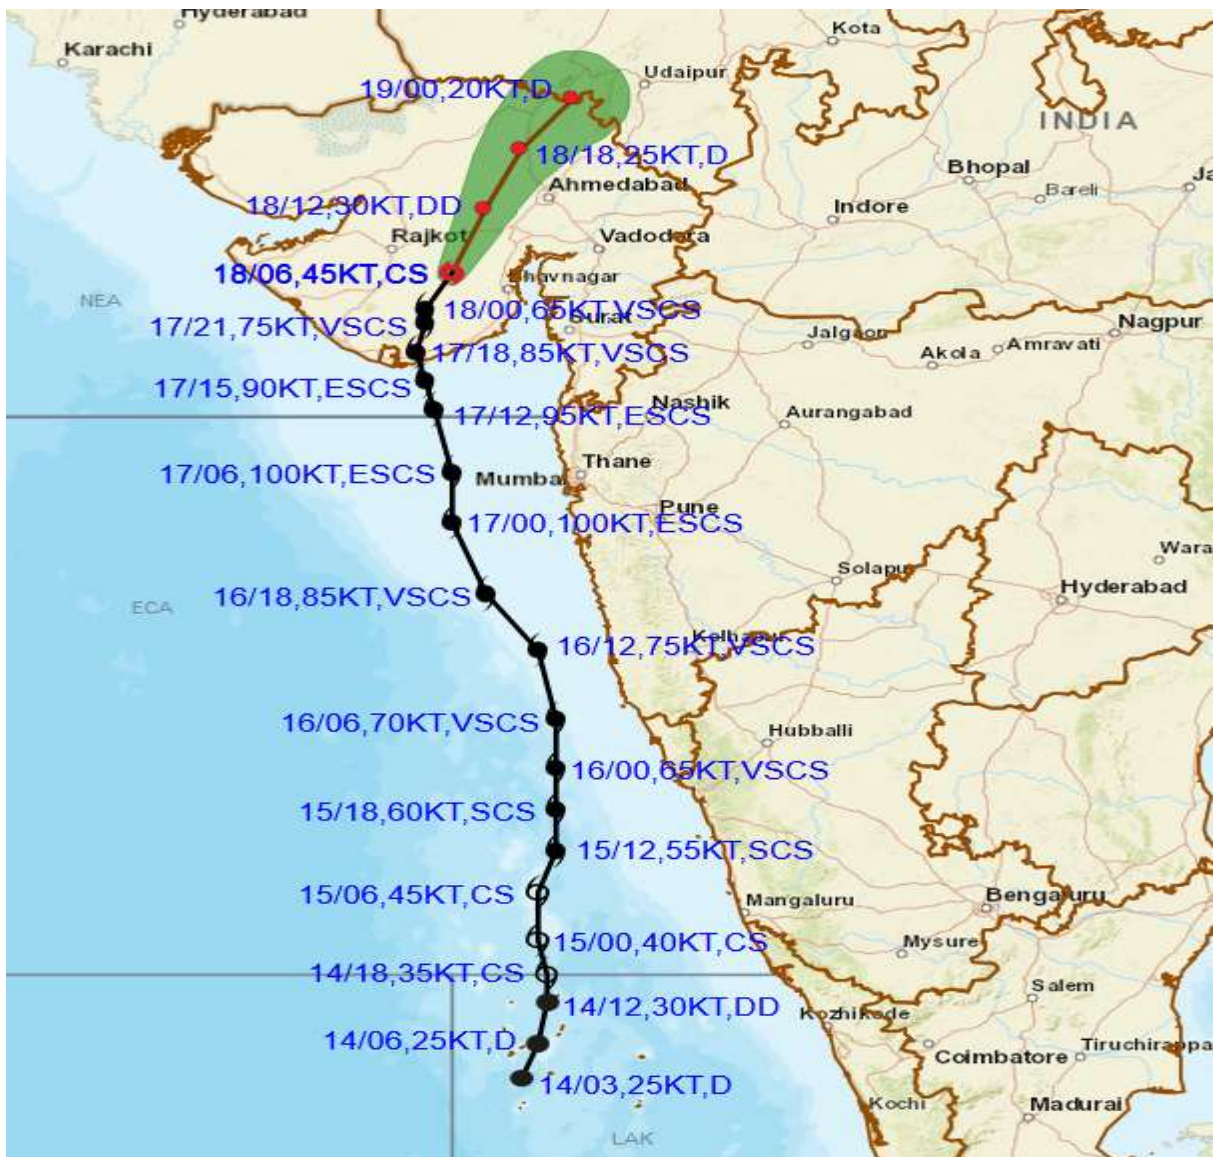 Hyderabad
Karachi
Kota
Udaipur
19/00,20KT,D
INDIA
18/18,25KT,D
Bhopal
Ahmedabad
Bareli
Ja
18/12,30KT,DD
Indore
Rajkot
Vadodara
18/06,45KT,CS
Bhavnagar
NEA
18/00,65KT,VSCS
17/21,75KT,VSCS
Surat
Jalgaon
Nagpur
17/18,85KT,VSCS
Akola
Amravati
17/15,90KT,ESCS
Nashik
17/12,95KT,ESCS
Aurangabad
Thane
17/06,100KT,ESCS
Mumbai
Pune
17/00,100KT,ESCS
Wara
Solapur
16/18,85KT,VSCS
Hyderabad
ECA
Kolhapur
16/12,75KT,VSCS
16/06,70KT,VSCS
Hubballi
16/00,65KT,VSCS
15/18,60KT,SCS
15/12,55KT,SCS
15/06,45KT,CS
Bengaluru
Mangaluru
15/00,40KT,CS
Mysure
14/18,35KT,CS
Salem
14/12,30KT,DD
Kozhikode
14/06,25KT,D
Coimbatore
Tiruchirappa
14/03,25KT,D
Kochi
Madurai
LAK